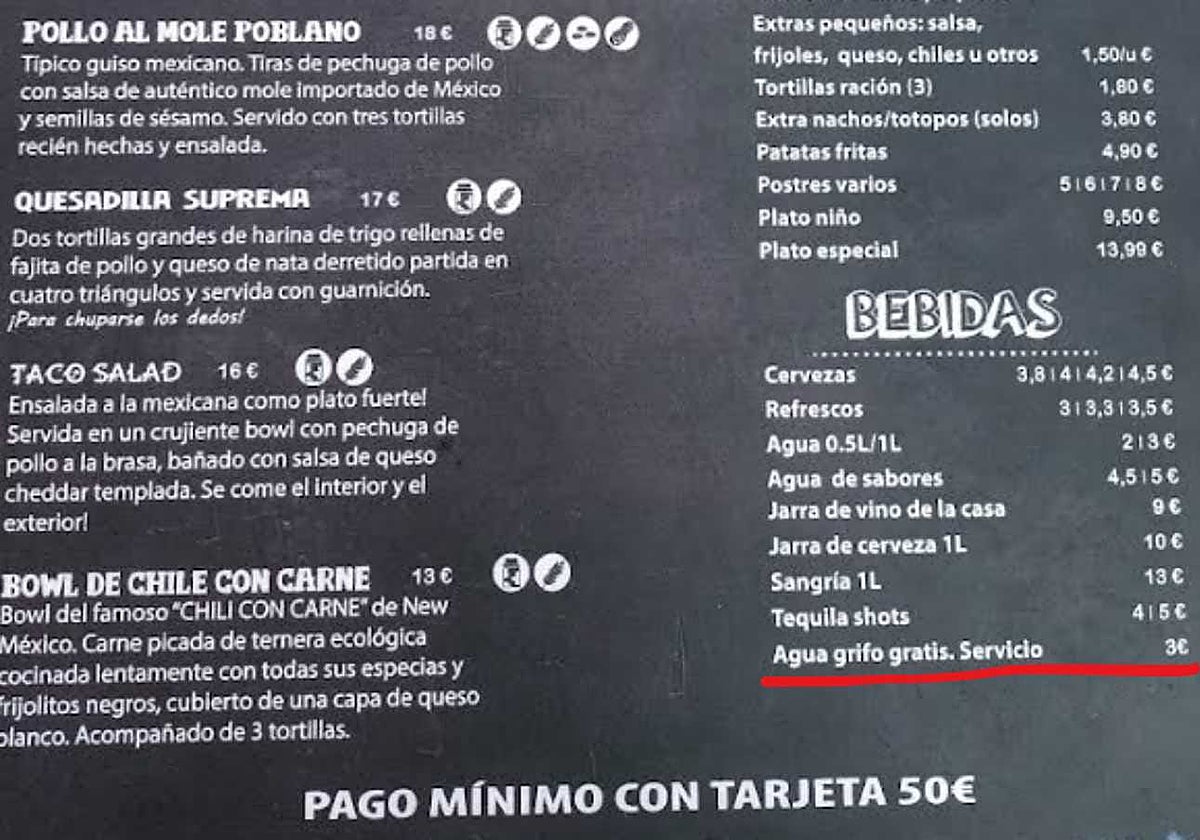 POLLO AL MOLE POBLANO 18 €
Típico guiso mexicano. Tiras de pechuga de pollo
con salsa de auténtico mole importado de México
y semillas de sésamo. Servido con tres tortillas
recién hechas y ensalada.
QUESADILLA SUPREMA 17 €
Dos tortillas grandes de harina de trigo rellenas de
fajita de pollo y queso de nata derretido partida en
cuatro triángulos y servida con guarnición.
¡Para chuparse los dedos!
TACO SALAD 16 €
Ensalada a la mexicana como plato fuerte!
Servida en un crujiente bowl con pechuga de
pollo a la brasa, bañado con salsa de queso
cheddar templada. Se come el interior y el
exterior!
BOWL DE CHILE CON CARNE 13 €
Bowl del famoso "CHILI CON CARNE" de New
México. Carne picada de ternera ecológica
cocinada lentamente con todas sus especias y
frijolitos negros, cubierto de una capa de queso
blanco. Acompañado de 3 tortillas.
Extras pequeños: salsa,
frijoles, queso, chiles u otros 1,50/u €
Tortillas ración (3) 1,80 €
Extra nachos/totopos (solos) 3,80 €
Patatas fritas 4,90 €
Postres varios 5|6|7|8 €
Plato niño 9,50 €
Plato especial 13,99 €
BEBIDAS
Cervezas 3,8|4|4,2|4,5 €
Refrescos 3|3,3|3,5 €
Agua 0.5L/1L 2|3 €
Agua de sabores 4,5|5 €
Jarra de vino de la casa 9 €
Jarra de cerveza 1L 10 €
Sangría 1L 13 €
Tequila shots 4|5 €
Agua grifo gratis. Servicio 3€
PAGO MÍNIMO CON TARJETA 50€